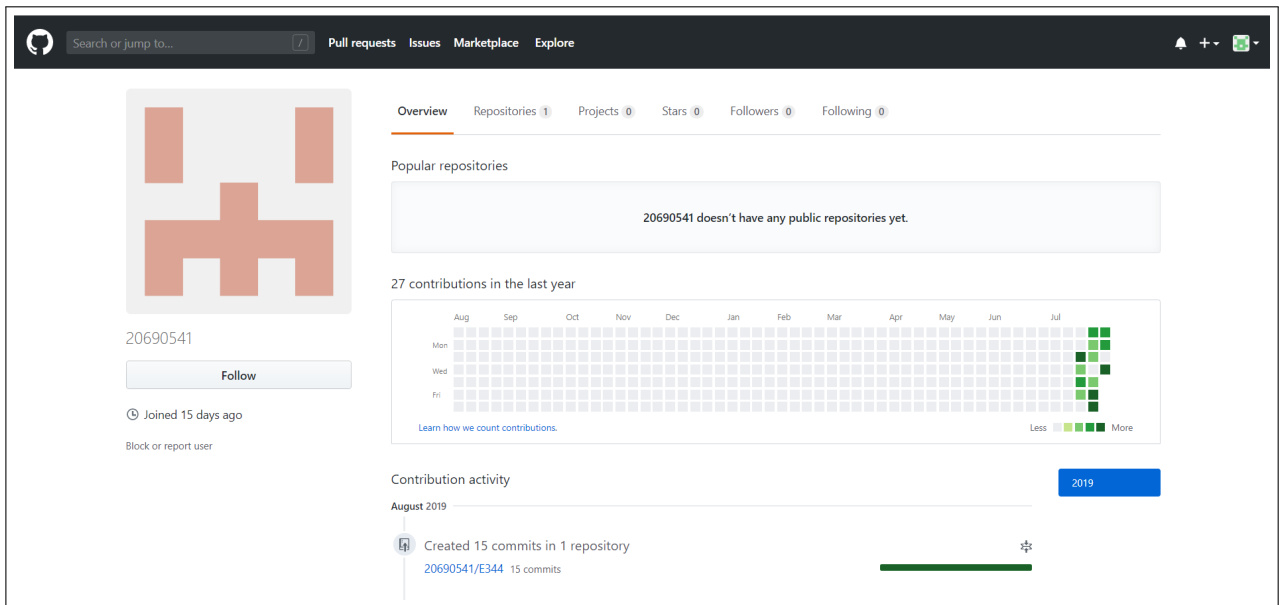 Search or jump to... / Pull requests Issues Marketplace Explore
Overview Repositories 1 Projects 0 Stars 0 Followers 0 Following 0
Popular repositories
20690541 doesn't have any public repositories yet.
27 contributions in the last year
Aug Sep Oct Nov Dec Jan Feb Mar Apr May Jun Jul
Mon
Wed
Fri
Learn how we count contributions. Less More
20690541
Follow
Joined 15 days ago
Block or report user
Contribution activity
2019
August 2019
Created 15 commits in 1 repository
20690541/E344 15 commits